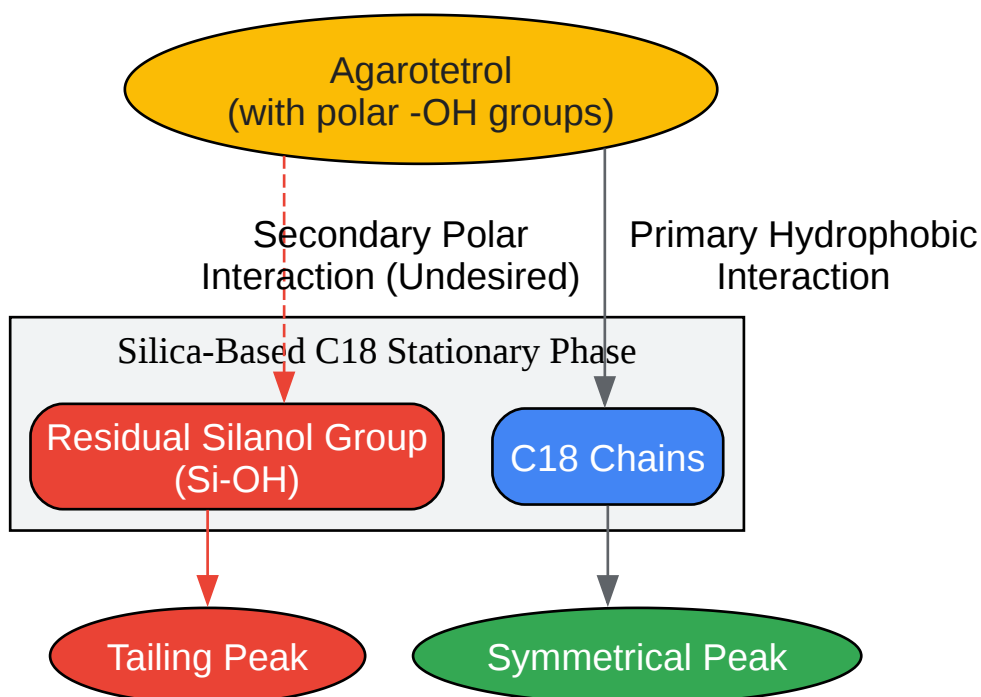 Agarotetrol
(with polar -OH groups)
Secondary Polar
Interaction (Undesired)
Primary Hydrophobic
Interaction
Silica-Based C18 Stationary Phase
Residual Silanol Group
(Si-OH)
C18 Chains
Tailing Peak
Symmetrical Peak